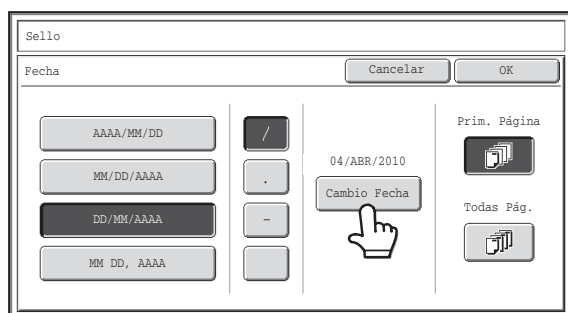 Sello
Fecha
Cancelar
OK
AAAA/MM/DD
MM/DD/AAAA
DD/MM/AAAA
MM DD, AAAA
/
.
-
04/ABR/2010
Cambio Fecha
Prim. Página
Todas Pág.